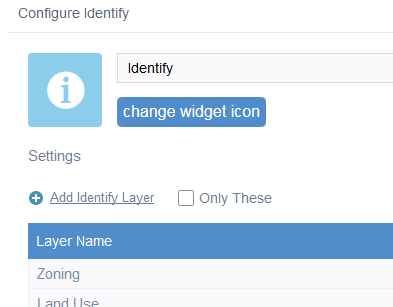 Configure Identify
Identify
change widget icon
Settings
Add Identify Layer
Only These
Layer Name
Zoning
Land Use